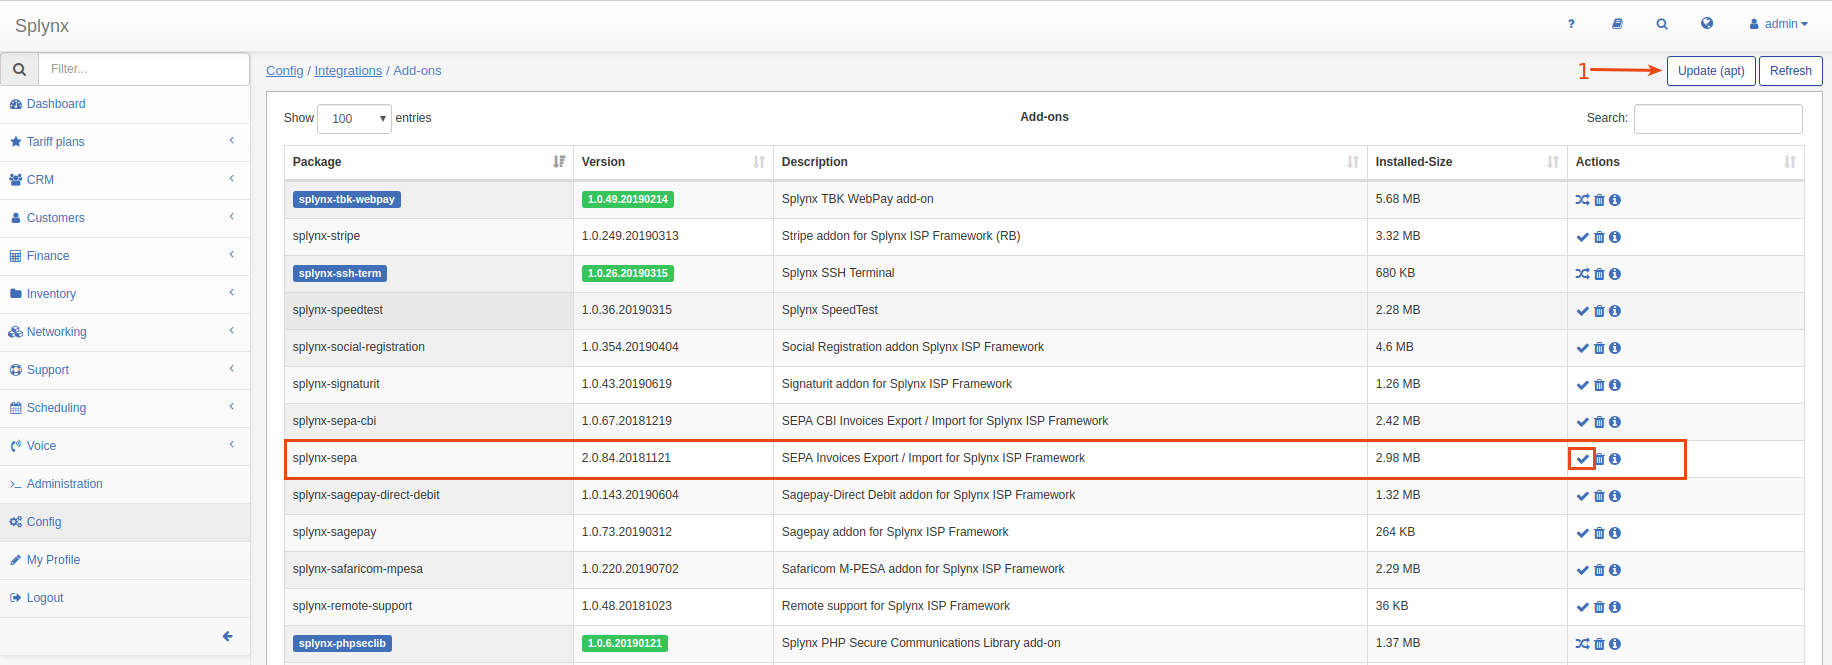 Splynx
? admin
Filter...
Config / Integrations / Add-ons
1
Update (apt) Refresh
Dashboard
Tariff plans
CRM
Customers
Finance
Inventory
Networking
Support
Scheduling
Voice
Administration
Config
My Profile
Logout
Show 100 entries
Add-ons
Search:
Package Version Description Installed-Size Actions
splynx-tbk-webpay 1.0.49.20190214 Splynx TBK WebPay add-on 5.68 MB
splynx-stripe 1.0.249.20190313 Stripe addon for Splynx ISP Framework (RB) 3.32 MB
splynx-ssh-term 1.0.26.20190315 Splynx SSH Terminal 680 KB
splynx-speedtest 1.0.36.20190315 Splynx SpeedTest 2.28 MB
splynx-social-registration 1.0.354.20190404 Social Registration addon Splynx ISP Framework 4.6 MB
splynx-signaturit 1.0.43.20190619 Signaturit addon for Splynx ISP Framework 1.26 MB
splynx-sepa-cbi 1.0.67.20181219 SEPA CBI Invoices Export / Import for Splynx ISP Framework 2.42 MB
splynx-sepa 2.0.84.20181121 SEPA Invoices Export / Import for Splynx ISP Framework 2.98 MB
splynx-sagepay-direct-debit 1.0.143.20190604 Sagepay-Direct Debit addon for Splynx ISP Framework 1.32 MB
splynx-sagepay 1.0.73.20190312 Sagepay addon for Splynx ISP Framework 264 KB
splynx-safaricom-mpesa 1.0.220.20190702 Safaricom M-PESA addon for Splynx ISP Framework 2.29 MB
splynx-remote-support 1.0.48.20181023 Remote support for Splynx ISP Framework 36 KB
splynx-phpseclib 1.0.6.20190121 Splynx PHP Secure Communications Library add-on 1.37 MB